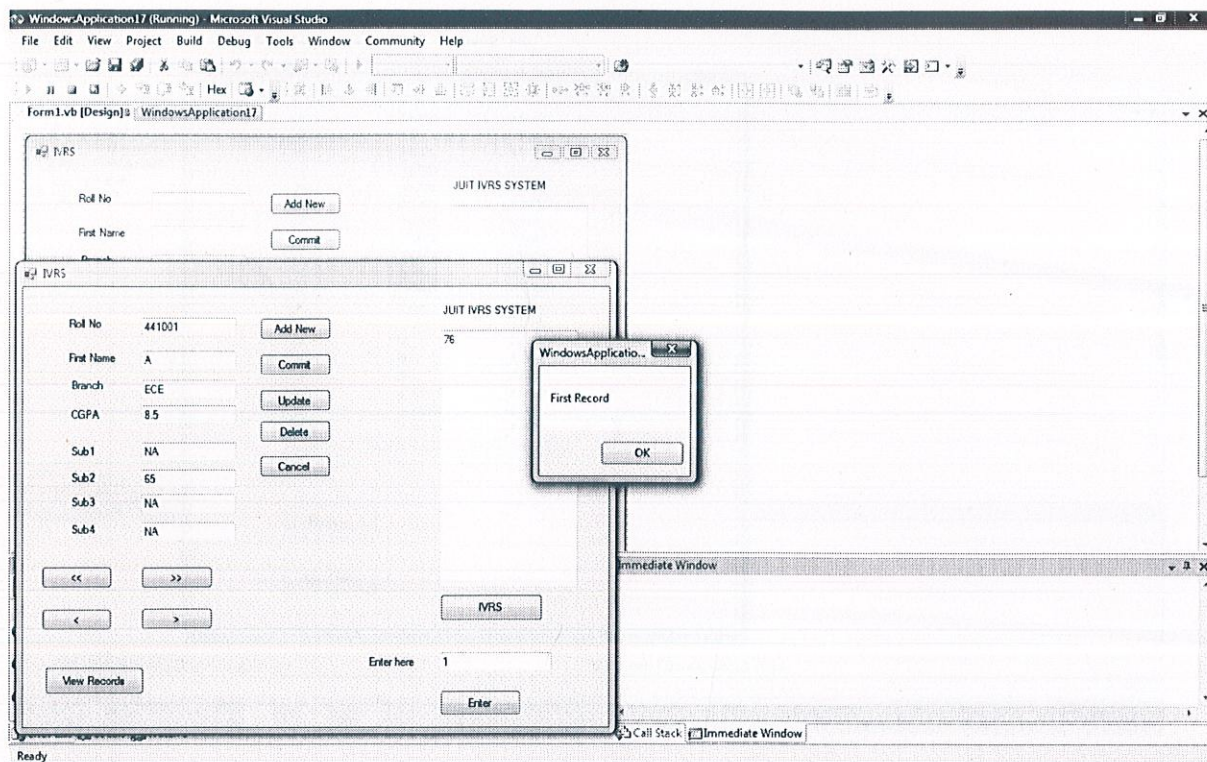 WindowsApplication17 (Running) - Microsoft Visual Studio
File Edit View Project Build Debug Tools Window Community Help
Hex
Form1.vb [Design] WindowsApplication17
IVRS
JUIT IVRS SYSTEM
Roll No Add New
First Name Commit
Branch
IVRS
JUIT IVRS SYSTEM
Roll No 441001 Add New
76
First Name A Commit
Branch ECE Update
CGPA 8.5 Delete
Sub1 NA Cancel
Sub2 65
Sub3 NA
Sub4 NA
<< >>
< >
IVRS
View Records
Enter here 1
Enter
WindowsApplicatio...
First Record
OK
Immediate Window
Call Stack Immediate Window
Ready